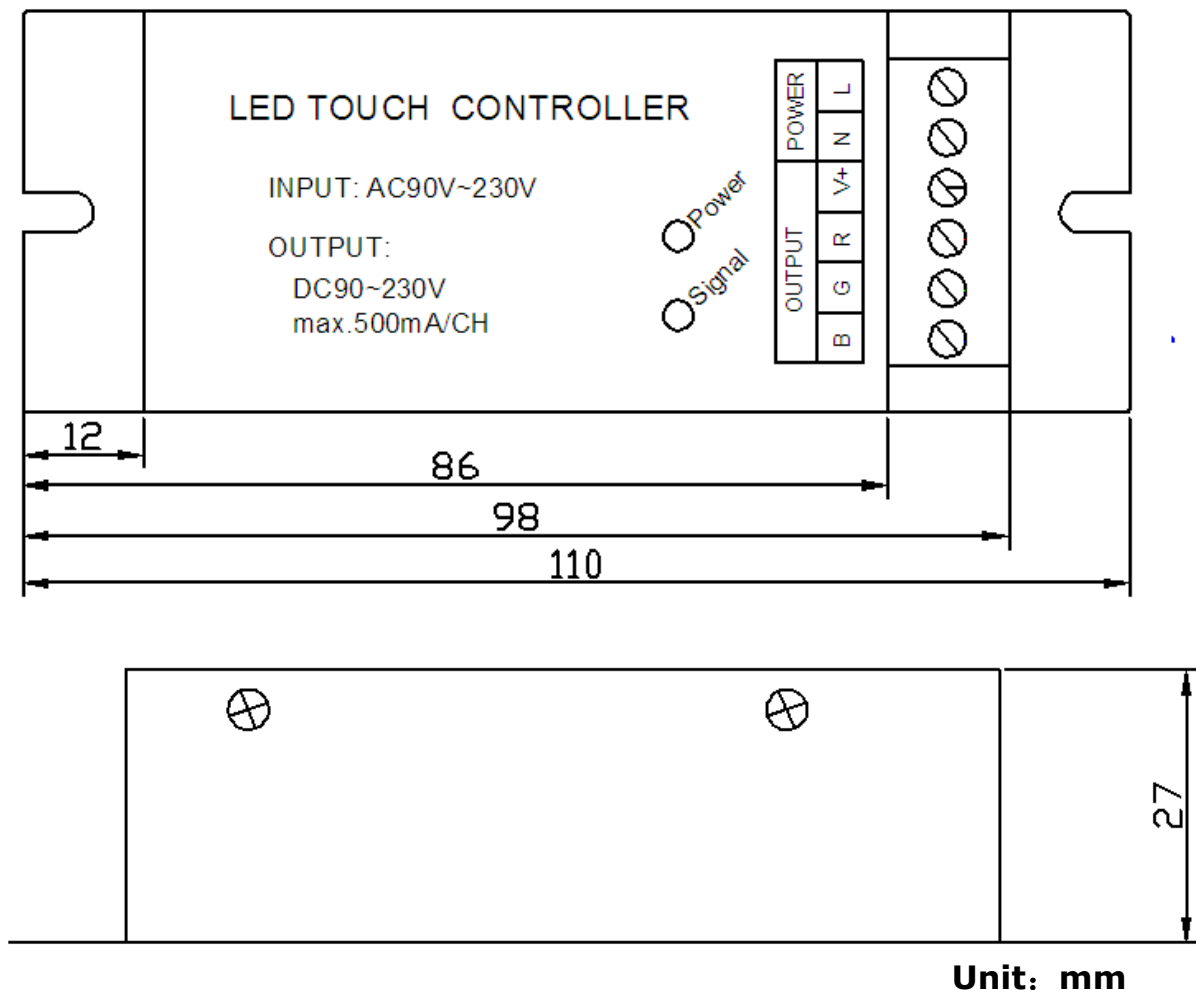 LED TOUCH CONTROLLER
INPUT: AC90V~230V
OUTPUT:
DC90~230V
max.500mA/CH
Power
Signal
POWER
L
N
OUTPUT
V+
R
G
B
12
86
98
110
27
Unit：mm